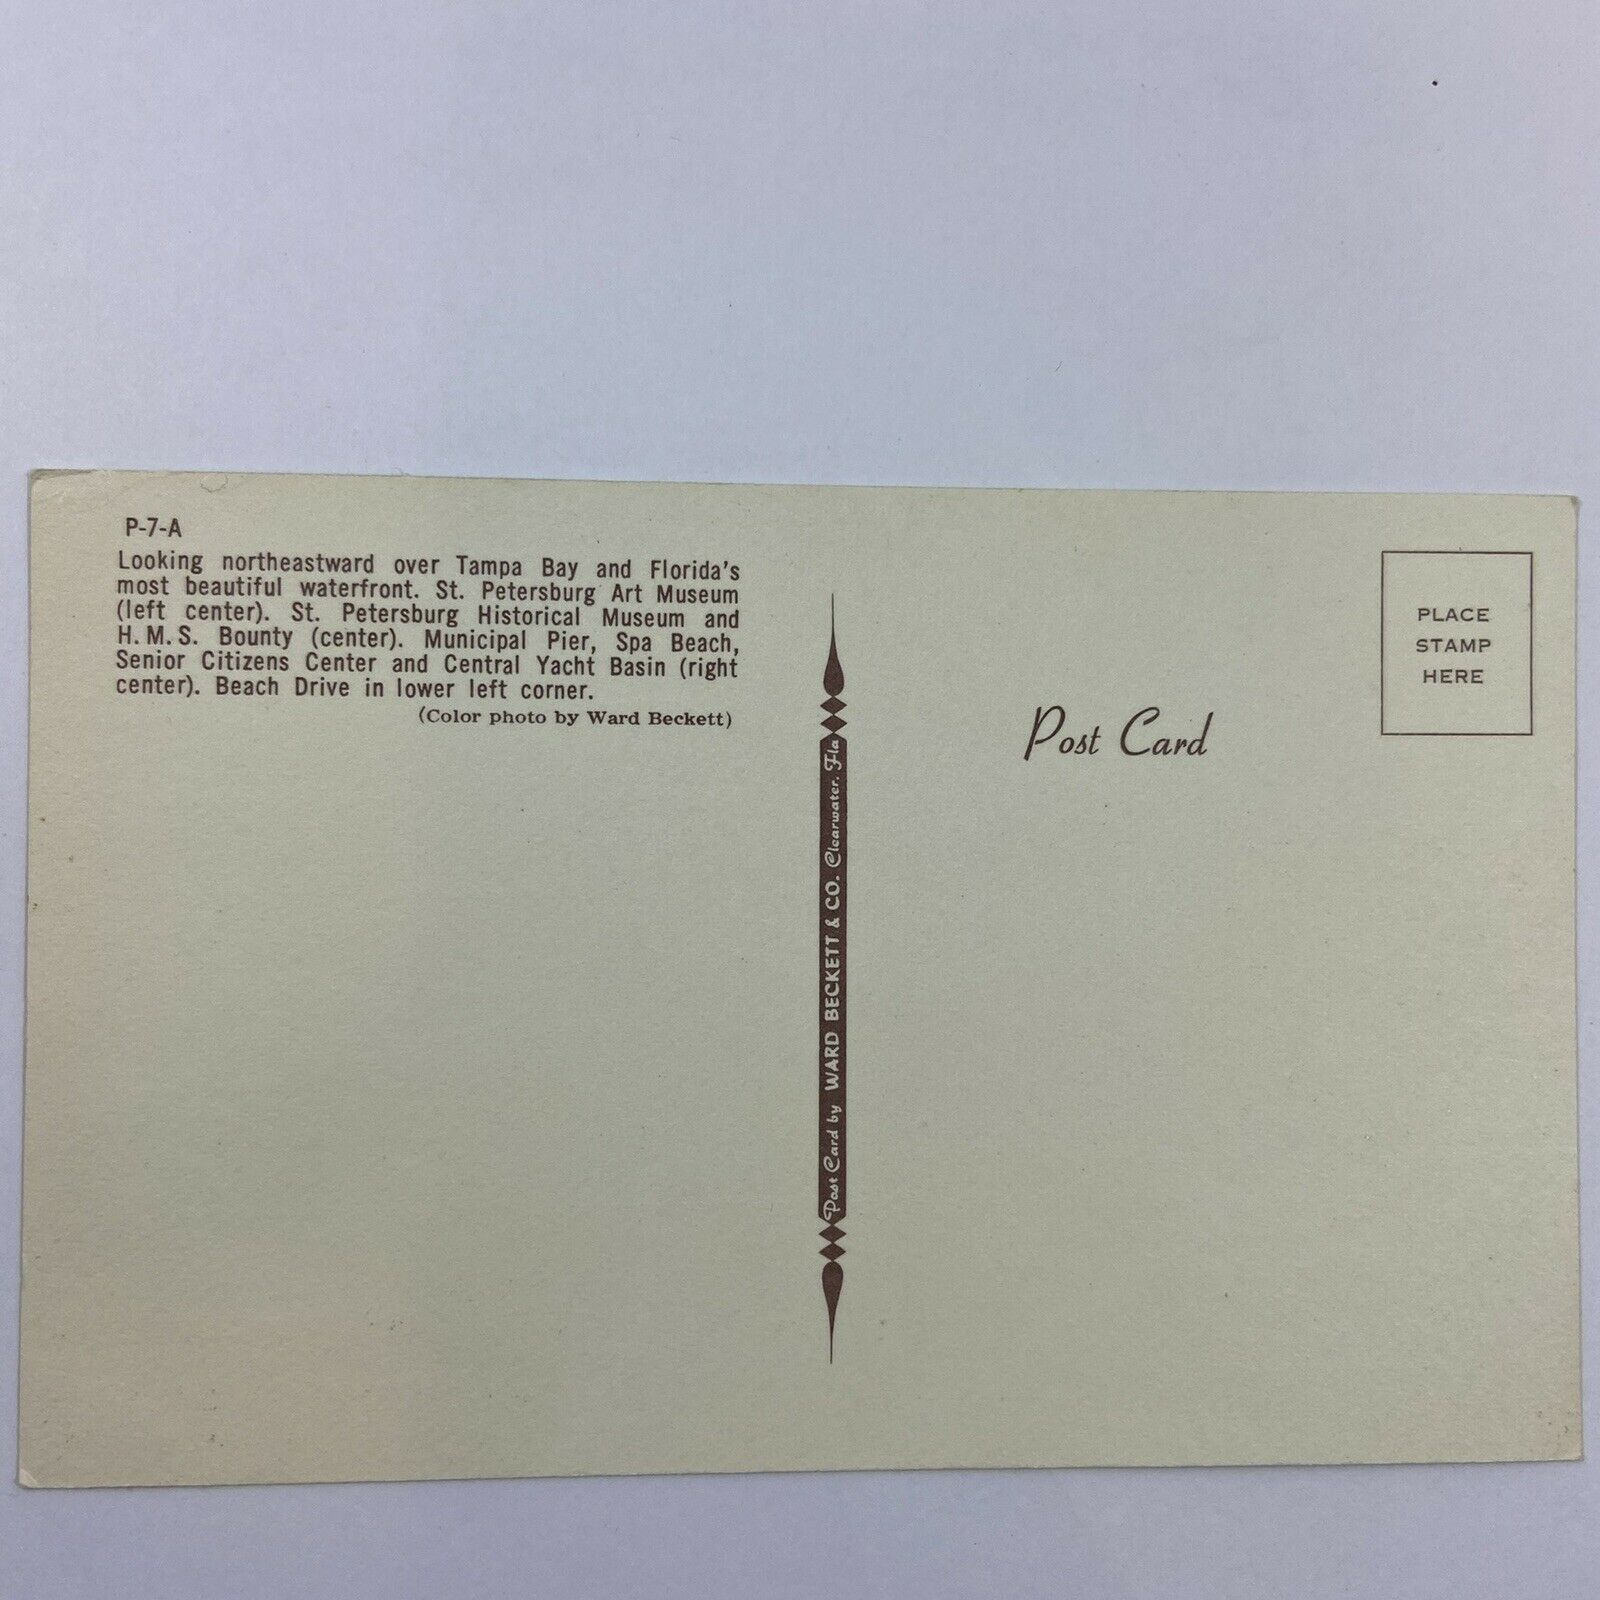 P-7-A
Looking northeastward over Tampa Bay and Florida's
most beautiful waterfront. St. Petersburg Art Museum
(left center). St. Petersburg Historical Museum and
H.M.S. Bounty (center). Municipal Pier, Spa Beach,
Senior Citizens Center and Central Yacht Basin (right
center). Beach Drive in lower left corner.
(Color photo by Ward Beckett)
Post Card by WARD BECKETT & CO. Clearwater, Fla
Post Card
PLACE
STAMP
HERE